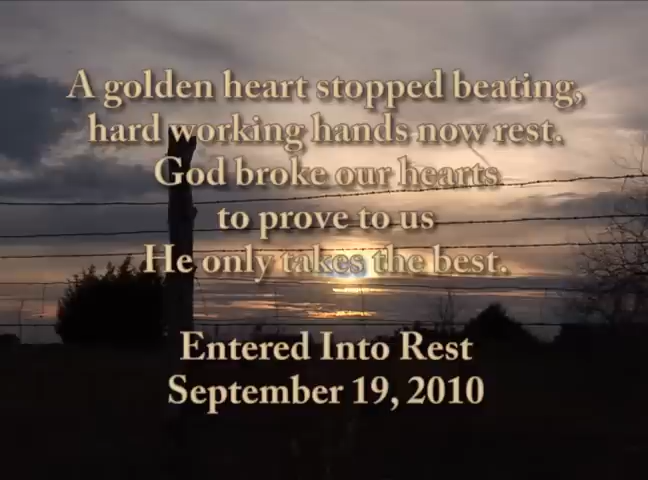 A golden heart stopped beating,
hard working hands now rest.
God broke our hearts
to prove to us
He only takes the best.
Entered Into Rest
September 19, 2010